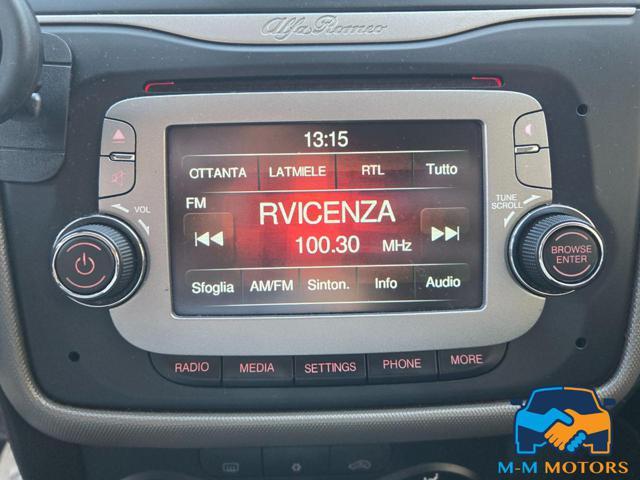 Alfa Romeo
13:15
OTTANTA LATMIELE RTL Tutto
FM
RVICENZA
100.30 MHz
Sfoglia AM/FM Sinton. Info Audio
VOL
TUNE
SCROLL
BROWSE
ENTER
RADIO MEDIA SETTINGS PHONE MORE
M-M MOTORS